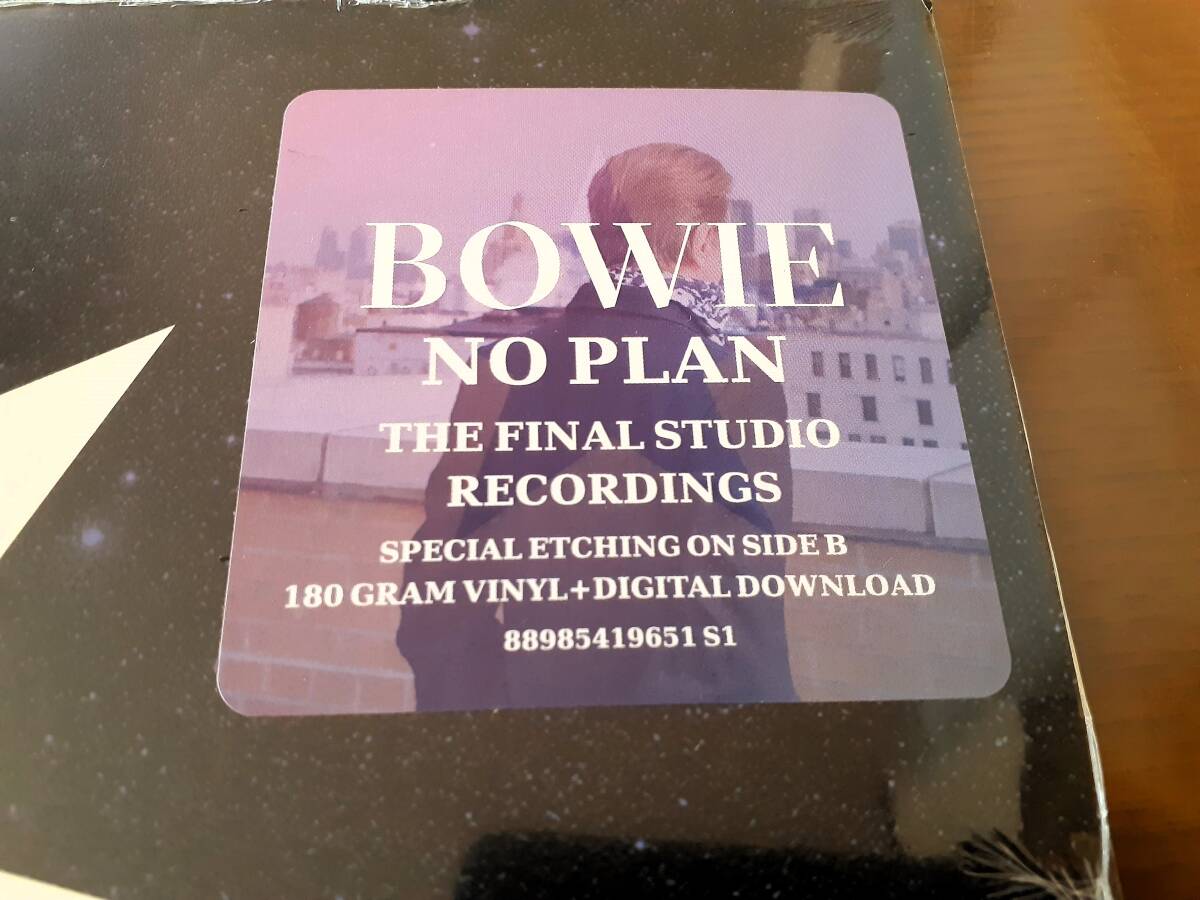 BOWIE
NO PLAN
THE FINAL STUDIO
RECORDINGS
SPECIAL ETCHING ON SIDE B
180 GRAM VINYL+DIGITAL DOWNLOAD
88985419651 S1